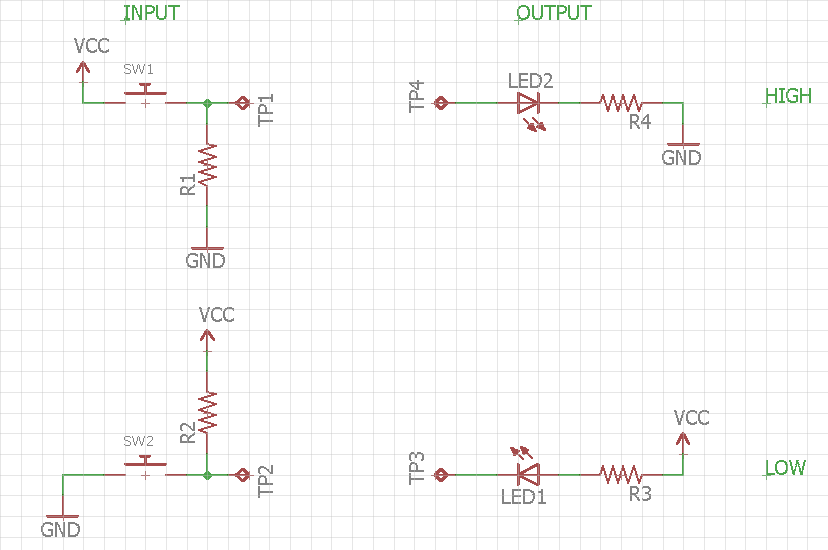 INPUT
OUTPUT
VCC
SW1
TP1
R1
GND
TP4
LED2
R4
GND
HIGH
VCC
R2
SW2
TP2
GND
TP3
LED1
R3
VCC
LOW